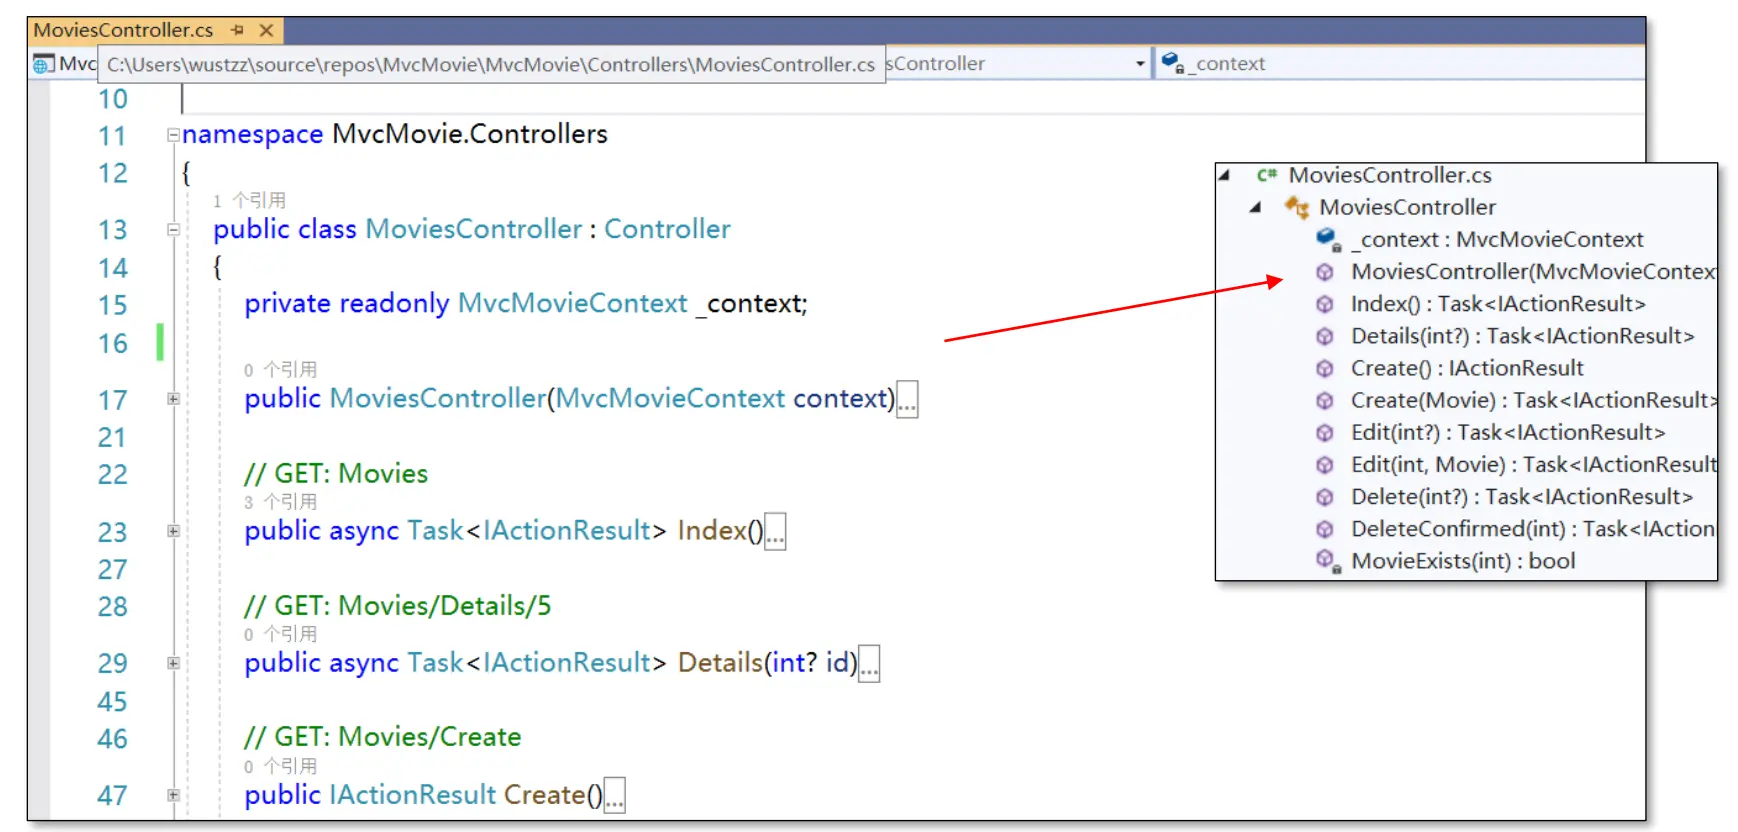 MoviesController.cs
Mvc
C:\Users\wustzz\source\repos\MvcMovie\MvcMovie\Controllers\MoviesController.cs
sController
_context
10
11 namespace MvcMovie.Controllers
12 {
1 个引用
13 public class MoviesController : Controller
14 {
15 private readonly MvcMovieContext _context;
16
0 个引用
17 public MoviesController(MvcMovieContext context)...
21
22 // GET: Movies
3 个引用
23 public async Task<IActionResult> Index()...
27
28 // GET: Movies/Details/5
0 个引用
29 public async Task<IActionResult> Details(int? id)...
45
46 // GET: Movies/Create
0 个引用
47 public IActionResult Create()...
C# MoviesController.cs
MoviesController
_context : MvcMovieContext
MoviesController(MvcMovieContex
Index() : Task<IActionResult>
Details(int?) : Task<IActionResult>
Create() : IActionResult
Create(Movie) : Task<IActionResult>
Edit(int?) : Task<IActionResult>
Edit(int, Movie) : Task<IActionResult
Delete(int?) : Task<IActionResult>
DeleteConfirmed(int) : Task<IAction
MovieExists(int) : bool